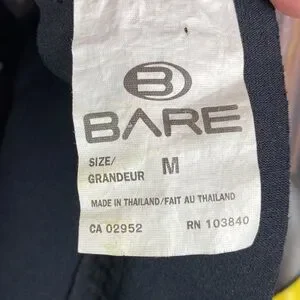 B
BARE
SIZE/
GRANDEUR M
MADE IN THAILAND/FAIT AU THAILAND
CA 02952 RN 103840